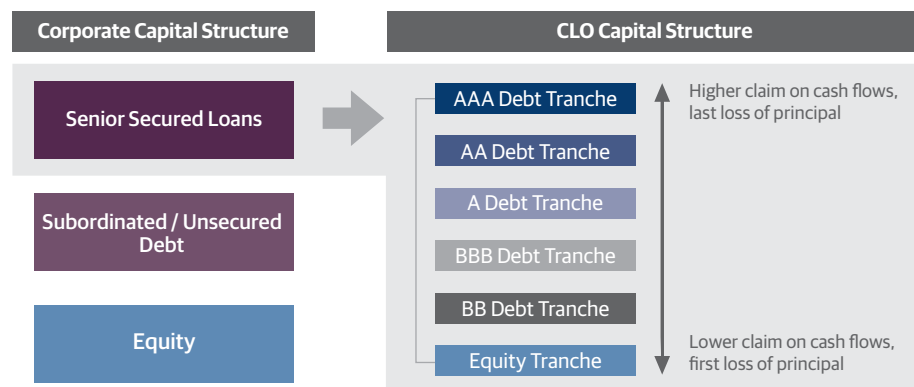 Corporate Capital Structure
CLO Capital Structure
Senior Secured Loans
Subordinated / Unsecured
Debt
Equity
AAA Debt Tranche
AA Debt Tranche
A Debt Tranche
BBB Debt Tranche
BB Debt Tranche
Equity Tranche
Higher claim on cash flows,
last loss of principal
Lower claim on cash flows,
first loss of principal